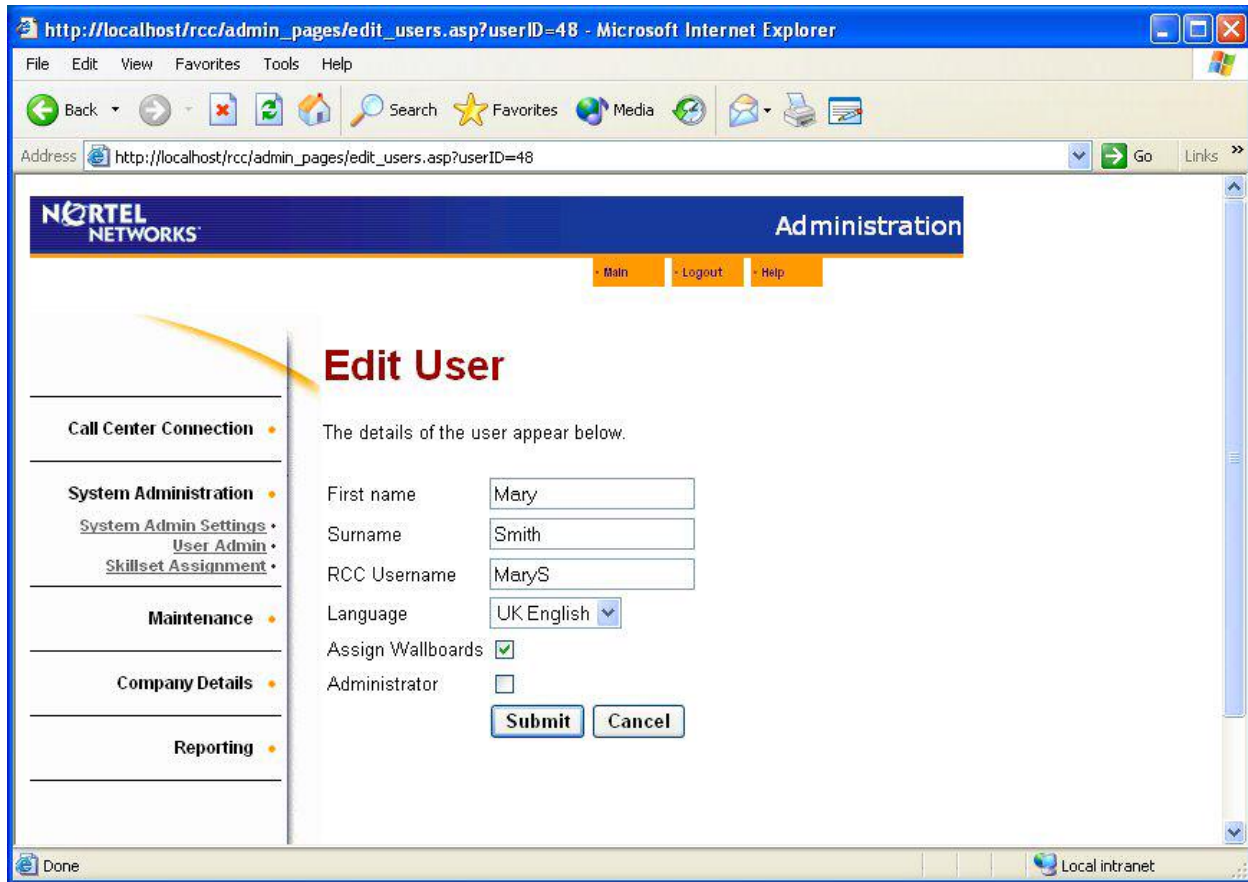 http://localhost/rcc/admin_pages/edit_users.asp?userID=48 - Microsoft Internet Explorer
File Edit View Favorites Tools Help
Back Search Favorites Media
Address http://localhost/rcc/admin_pages/edit_users.asp?userID=48 Go Links »
NORTEL
NETWORKS
Administration
Main Logout Help
Edit User
Call Center Connection
The details of the user appear below.
System Administration
System Admin Settings
User Admin
Skillset Assignment
Maintenance
Company Details
Reporting
First name Mary
Surname Smith
RCC Username MaryS
Language UK English
Assign Wallboards
Administrator
Submit Cancel
Done Local intranet